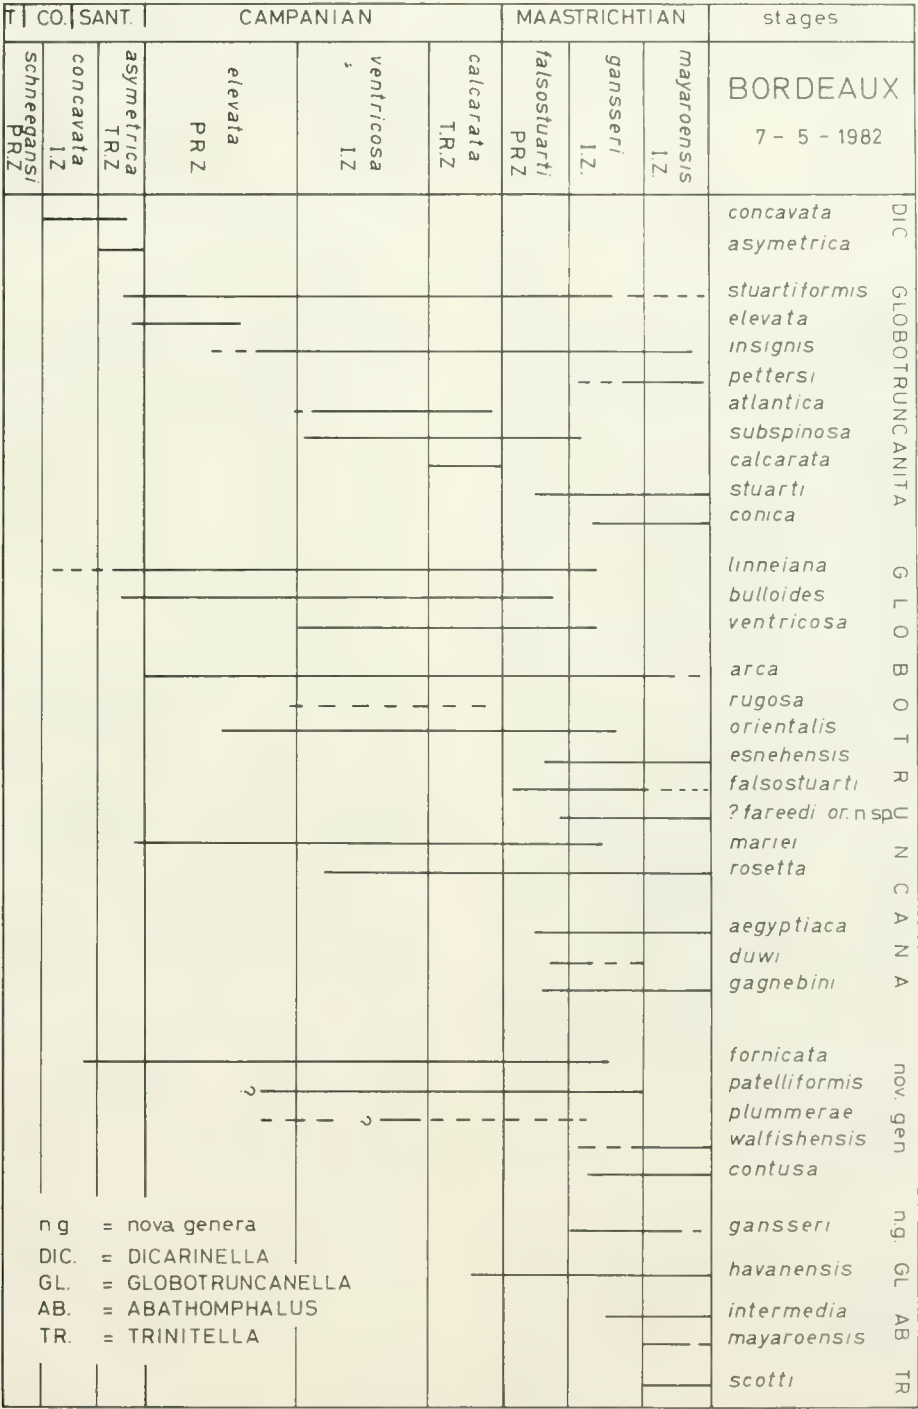 T CO. SANT. CAMPANIAN MAASTRICHTIAN stages
schneegansi P.R.Z
concavata I.Z
asymetrica T.R.Z
elevata P R Z
ventricosa I.Z
calcarata T.R.Z
falsostuarti P R Z
gansseri I.Z.
mayaroensis I.Z.
BORDEAUX
7 - 5 - 1982
DIC
concavata
asymetrica
GLOBOTRUNCANITA
stuartiformis
elevata
insignis
pettersi
atlantica
subspinosa
calcarata
stuarti
conica
GLOBOTRUNCANA
linneiana
bulloides
ventricosa
arca
rugosa
orientalis
esnehensis
falsostuarti
? fareedi or. n sp.
mariei
rosetta
aegyptiaca
duwi
gagnebini
nov. gen
fornicata
? patelliformis
? plummerae
walfishensis
contusa
n.g.
gansseri
GL
havanensis
AB
intermedia
mayaroensis
TR
scotti
n g = nova genera
DIC. = DICARINELLA
GL. = GLOBOTRUNCANELLA
AB. = ABATHOMPHALUS
TR. = TRINITELLA